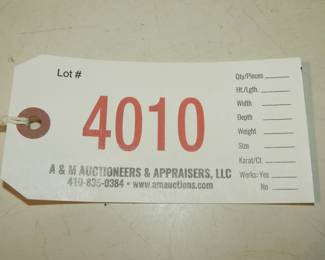 Lot #
4010
A & M AUCTIONEERS & APPRAISERS, LLC
410-835-0384 • www.amauctions.com
Qty/Pieces
Ht./Lgth.
Width
Depth
Weight
Size
Karat/Ct.
Works: Yes
No